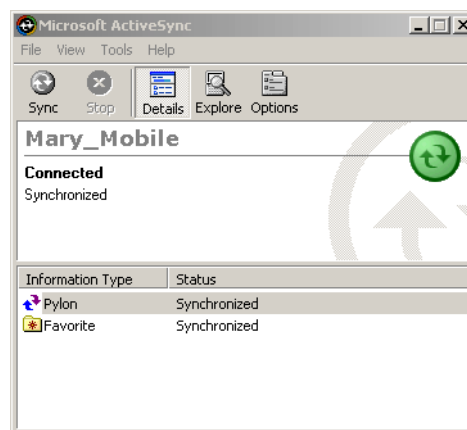 Microsoft ActiveSync
File View Tools Help
Sync Stop Details Explore Options
Mary_Mobile
Connected
Synchronized
Information Type Status
Pylon Synchronized
Favorite Synchronized